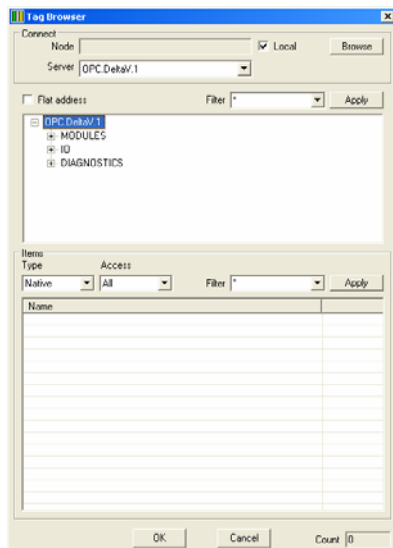 Tag Browser
Connect
Node Local Browse
Server OPC.DeltaV.1
Flat address Filter * Apply
OPC.DeltaV.1
MODULES
IO
DIAGNOSTICS
Items
Type Access
Native All Filter * Apply
Name
OK Cancel Count 0